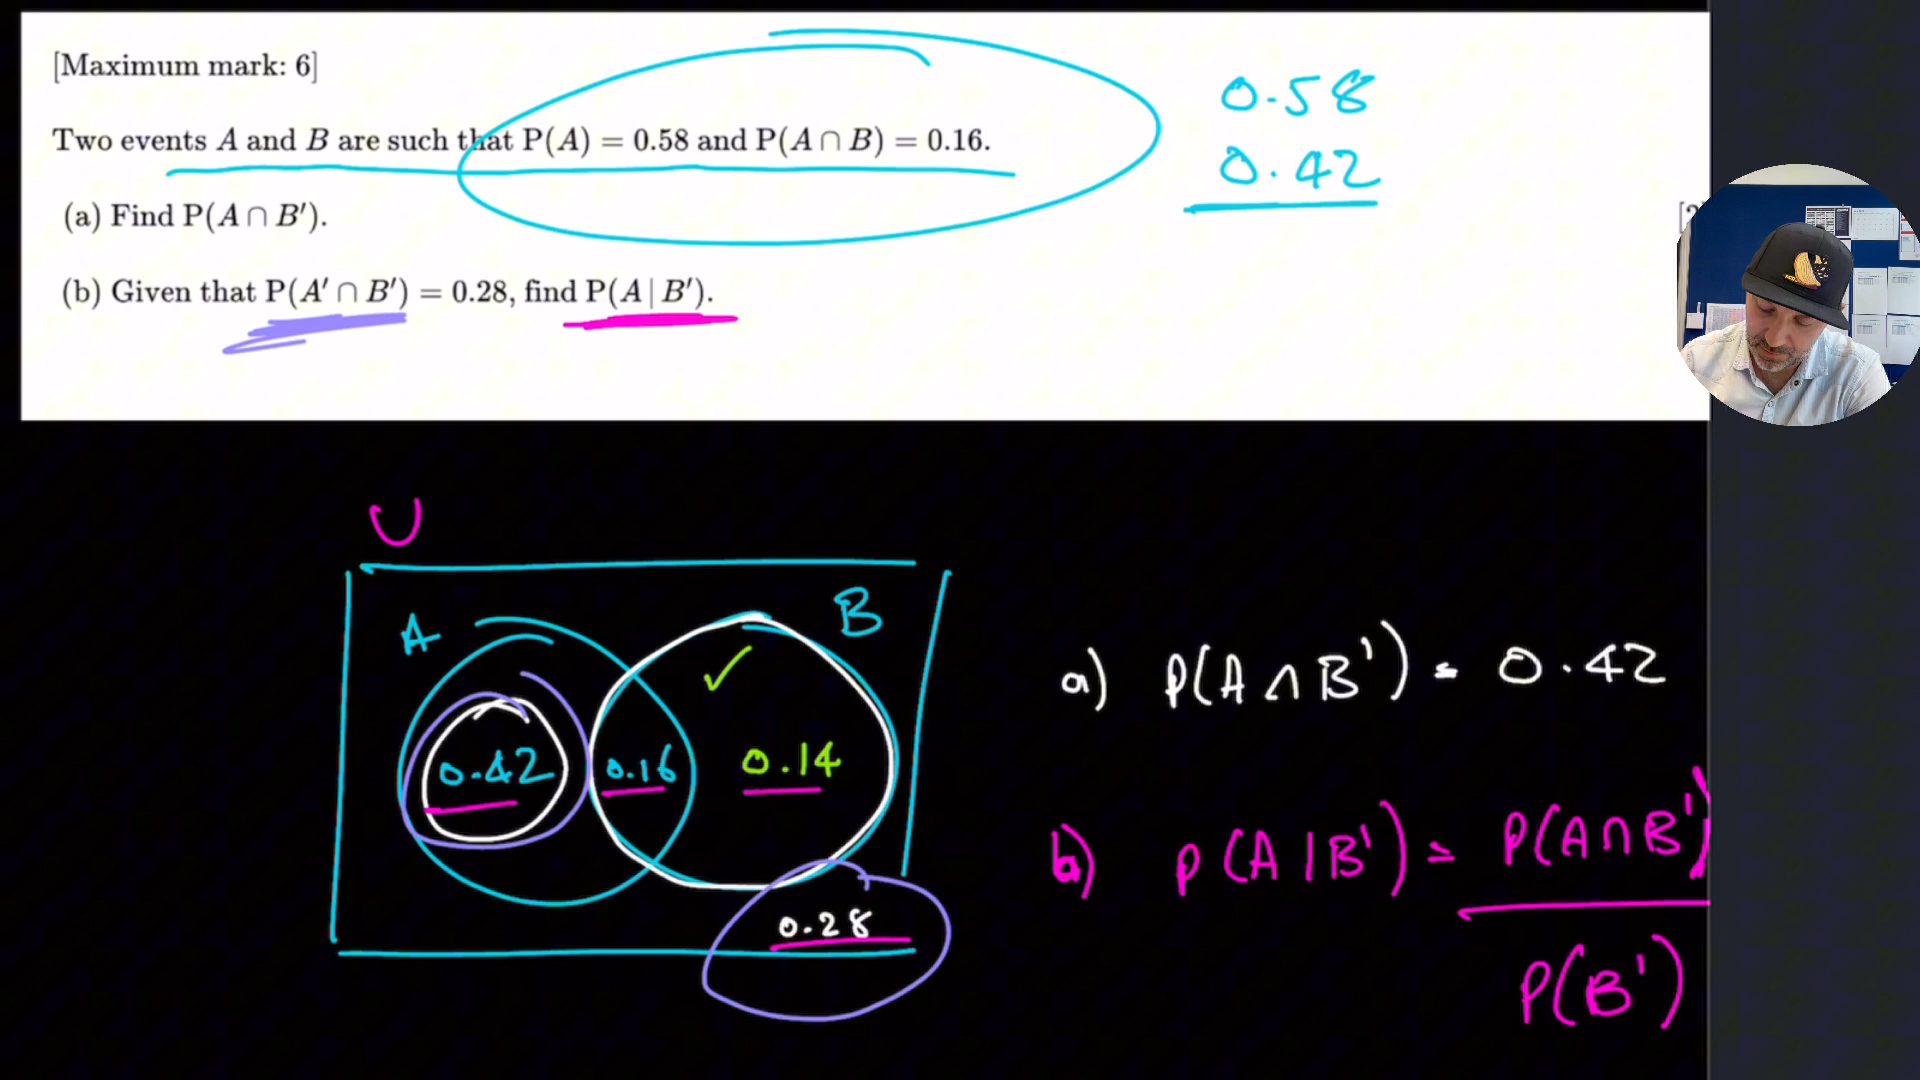 [Maximum mark: 6]
0.58
Two events A and B are such that P(A) = 0.58 and P(A ∩ B) = 0.16.
0.42
(a) Find P(A ∩ B′).
(b) Given that P(A′ ∩ B′) = 0.28, find P(A | B′).
U
A
B
✓
0.42 0.16 0.14
0.28
a) P(A ∩ B') = 0.42
b) P(A | B') = P(A ∩ B')
P(B')